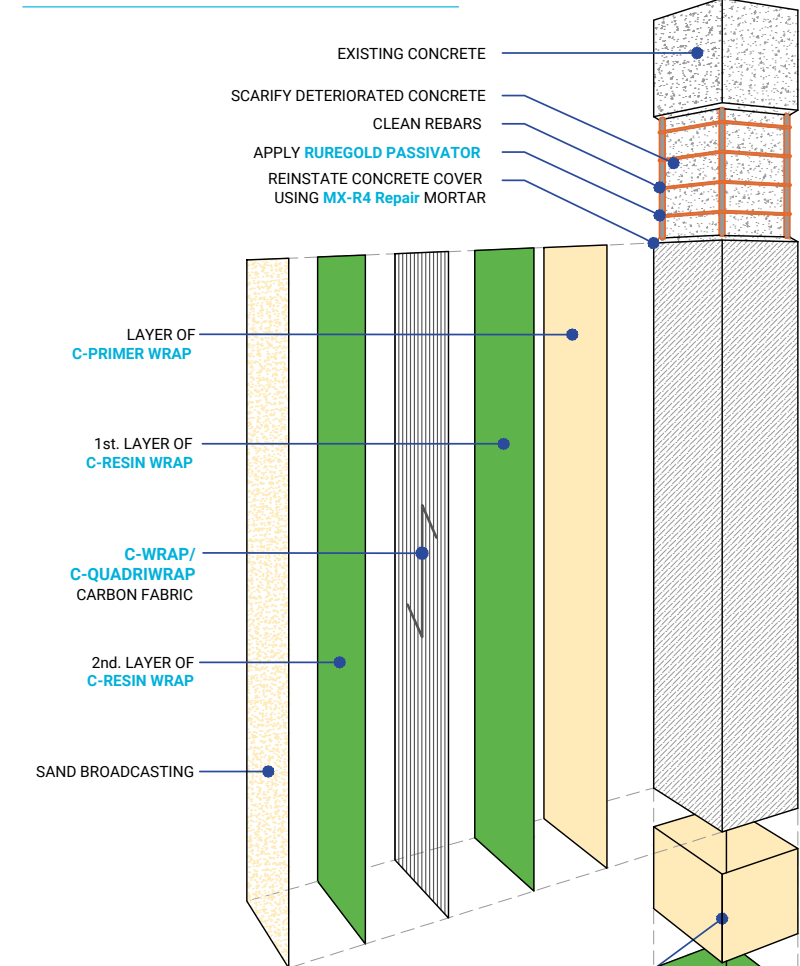 EXISTING CONCRETE
SCARIFY DETERIORATED CONCRETE
CLEAN REBARS
APPLY RUREGOLD PASSIVATOR
REINSTATE CONCRETE COVER
USING MX-R4 Repair MORTAR
LAYER OF
C-PRIMER WRAP
1st. LAYER OF
C-RESIN WRAP
C-WRAP/
C-QUADRIWRAP
CARBON FABRIC
2nd. LAYER OF
C-RESIN WRAP
SAND BROADCASTING